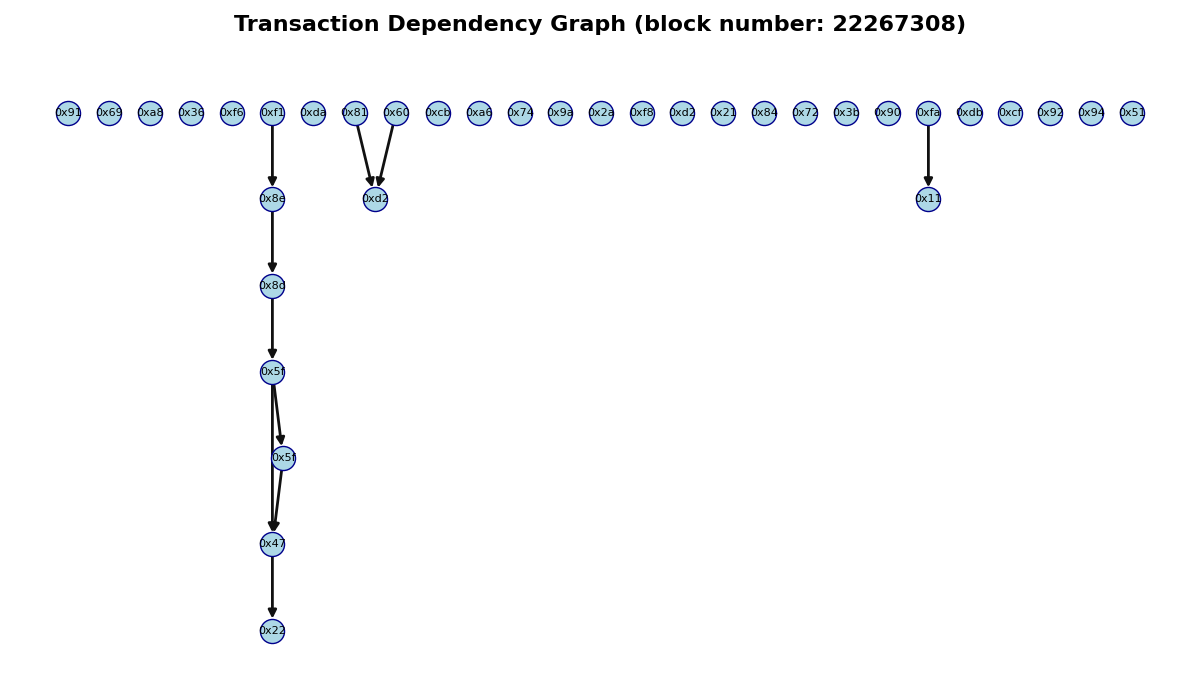 Transaction Dependency Graph (block number: 22267308)
0x91 0x69 0xa8 0x36 0xf6 0xf1 0xda 0x81 0x60 0xcb 0xa6 0x74 0x9a 0x2a 0xf8 0xd2 0x21 0x84 0x72 0x3b 0x90 0xfa 0xdb 0xcf 0x92 0x94 0x51
0x8e 0xd2 0x11
0x8d
0x5f
0x5f
0x47
0x22